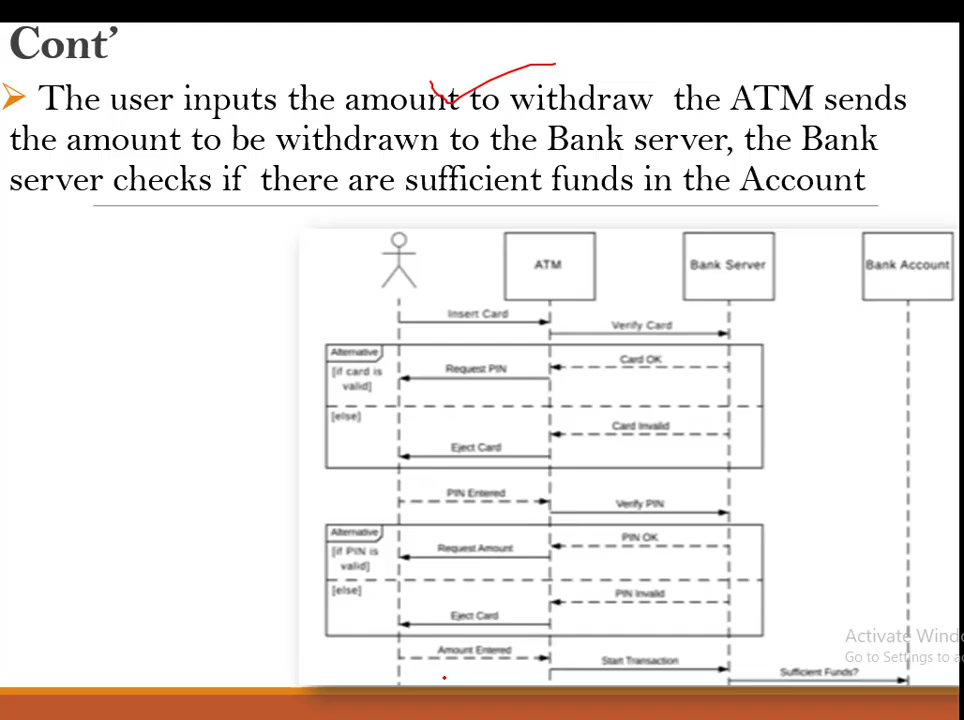 Cont'
The user inputs the amount to withdraw the ATM sends
the amount to be withdrawn to the Bank server, the Bank
server checks if there are sufficient funds in the Account
ATM
Bank Server
Bank Account
Insert Card
Verify Card
Alternative
Card OK
[if card is
valid]
Request PIN
[else]
Card Invalid
Eject Card
PIN Entered
Verify PIN
Alternative
PIN OK
[if PIN is
valid]
Request Amount
[else]
PIN Invalid
Eject Card
Amount Entered
Start Transaction
Sufficient Funds?
Activate Wind
Go to Settings to a